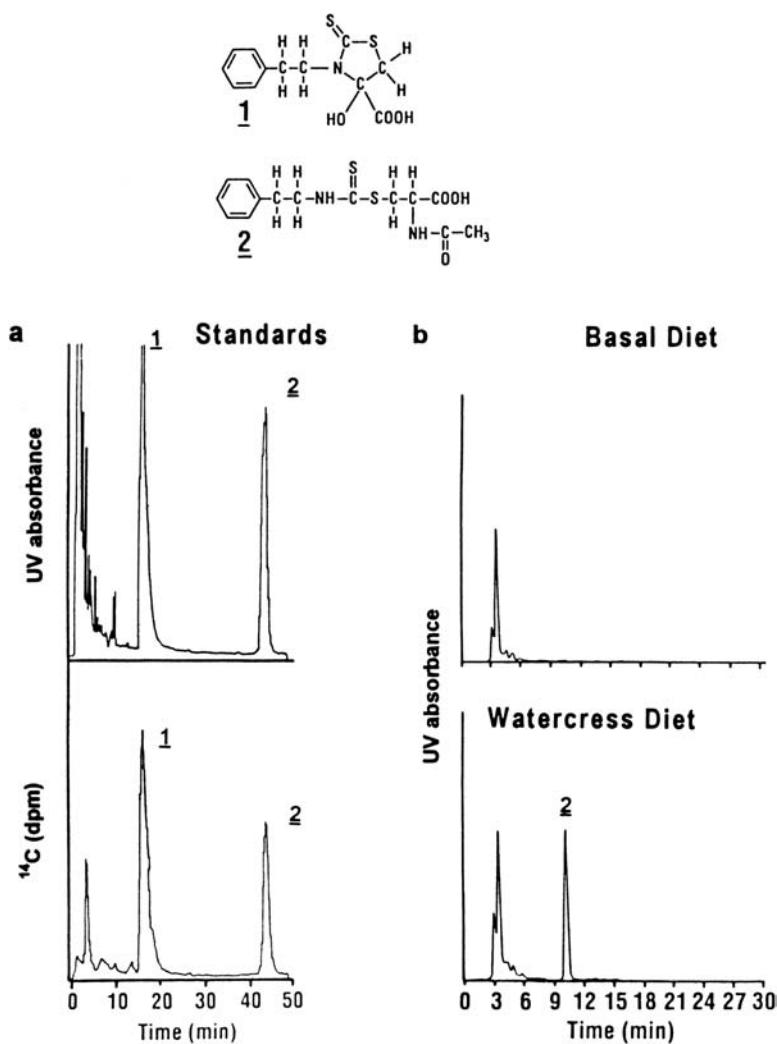 S
S
H H
H
H
N
C C
C
C
C
H H
HO
COOH
1
S
H H
H H
C C NH C S C C COOH
H H
H
NH C CH3
O
2
a Standards
1
2
UV absorbance
1
2
14C (dpm)
0 10 20 30 40 50
Time (min)
b Basal Diet
Watercress Diet
2
UV absorbance
0 3 6 9 12 15 18 21 24 27 30
Time (min)